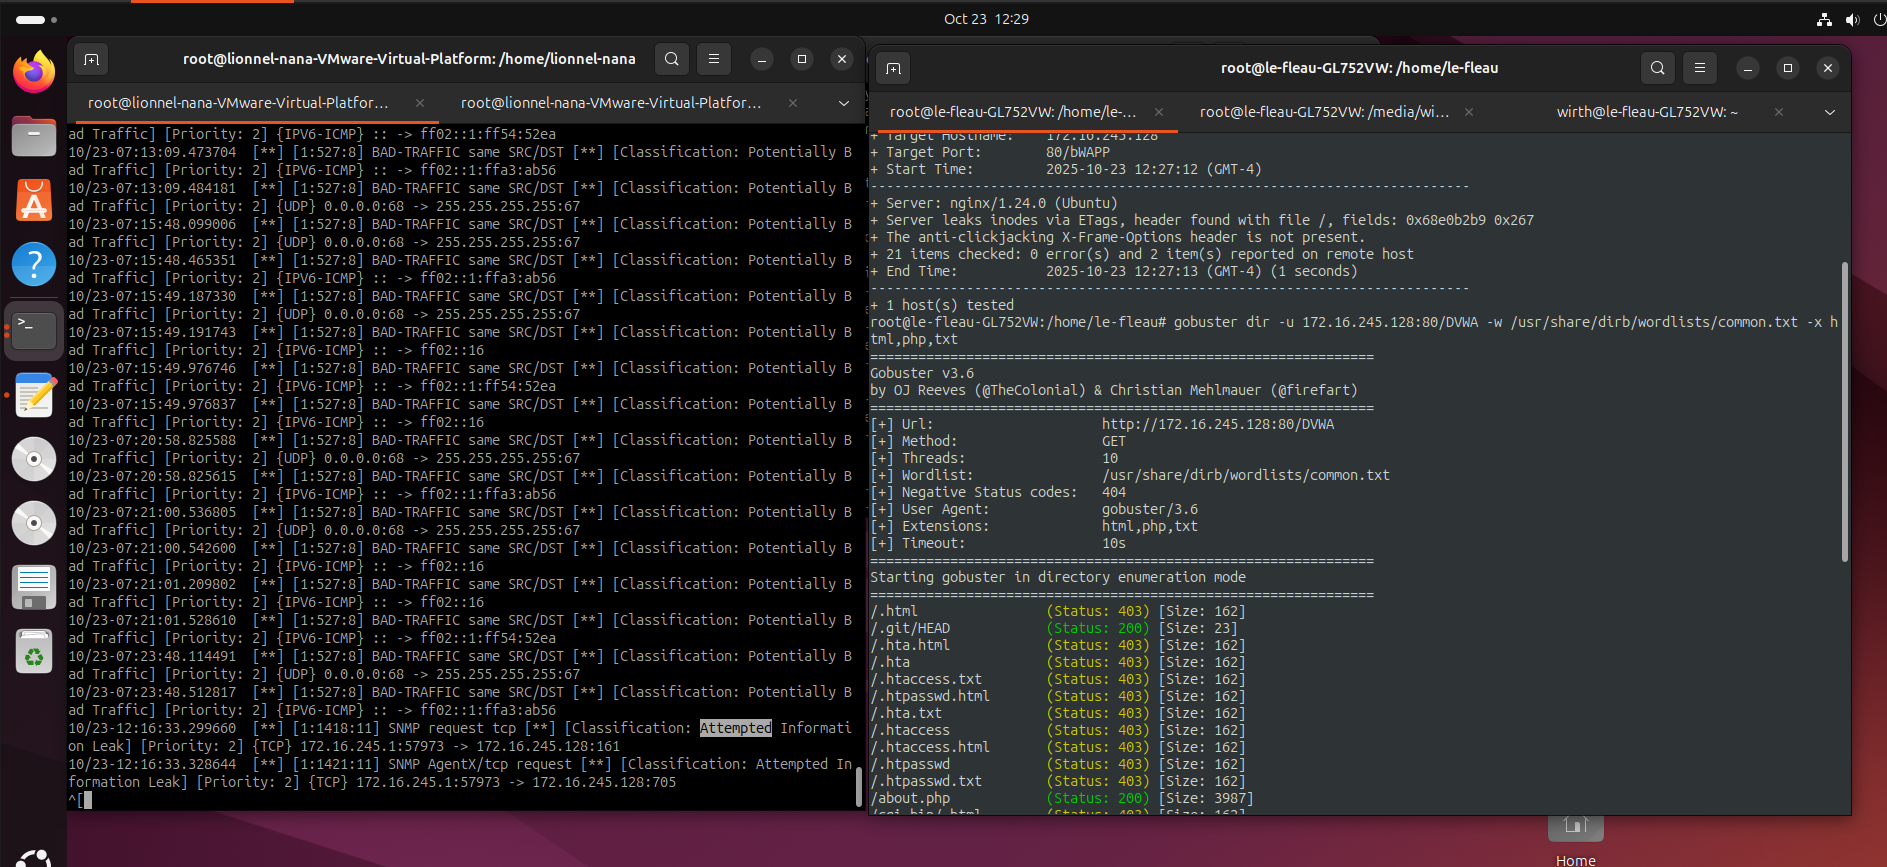 Oct 23 12:29
root@lionnel-nana-VMware-Virtual-Platform: /home/lionnel-nana
root@lionnel-nana-VMware-Virtual-Platfor...
root@lionnel-nana-VMware-Virtual-Platfor...
ad Traffic] [Priority: 2] {IPV6-ICMP} :: -> ff02::1:ff54:52ea
10/23-07:13:09.473704 [**] [1:527:8] BAD-TRAFFIC same SRC/DST [**] [Classification: Potentially B
ad Traffic] [Priority: 2] {IPV6-ICMP} :: -> ff02::1:ffa3:ab56
10/23-07:13:09.484181 [**] [1:527:8] BAD-TRAFFIC same SRC/DST [**] [Classification: Potentially B
ad Traffic] [Priority: 2] {UDP} 0.0.0.0:68 -> 255.255.255.255:67
10/23-07:15:48.099006 [**] [1:527:8] BAD-TRAFFIC same SRC/DST [**] [Classification: Potentially B
ad Traffic] [Priority: 2] {UDP} 0.0.0.0:68 -> 255.255.255.255:67
10/23-07:15:48.465351 [**] [1:527:8] BAD-TRAFFIC same SRC/DST [**] [Classification: Potentially B
ad Traffic] [Priority: 2] {IPV6-ICMP} :: -> ff02::1:ffa3:ab56
10/23-07:15:49.187330 [**] [1:527:8] BAD-TRAFFIC same SRC/DST [**] [Classification: Potentially B
ad Traffic] [Priority: 2] {UDP} 0.0.0.0:68 -> 255.255.255.255:67
10/23-07:15:49.191743 [**] [1:527:8] BAD-TRAFFIC same SRC/DST [**] [Classification: Potentially B
ad Traffic] [Priority: 2] {IPV6-ICMP} :: -> ff02::16
10/23-07:15:49.976746 [**] [1:527:8] BAD-TRAFFIC same SRC/DST [**] [Classification: Potentially B
ad Traffic] [Priority: 2] {IPV6-ICMP} :: -> ff02::1:ff54:52ea
10/23-07:15:49.976837 [**] [1:527:8] BAD-TRAFFIC same SRC/DST [**] [Classification: Potentially B
ad Traffic] [Priority: 2] {IPV6-ICMP} :: -> ff02::16
10/23-07:20:58.825588 [**] [1:527:8] BAD-TRAFFIC same SRC/DST [**] [Classification: Potentially B
ad Traffic] [Priority: 2] {UDP} 0.0.0.0:68 -> 255.255.255.255:67
10/23-07:20:58.825615 [**] [1:527:8] BAD-TRAFFIC same SRC/DST [**] [Classification: Potentially B
ad Traffic] [Priority: 2] {IPV6-ICMP} :: -> ff02::1:ffa3:ab56
10/23-07:21:00.536805 [**] [1:527:8] BAD-TRAFFIC same SRC/DST [**] [Classification: Potentially B
ad Traffic] [Priority: 2] {UDP} 0.0.0.0:68 -> 255.255.255.255:67
10/23-07:21:00.542600 [**] [1:527:8] BAD-TRAFFIC same SRC/DST [**] [Classification: Potentially B
ad Traffic] [Priority: 2] {IPV6-ICMP} :: -> ff02::16
10/23-07:21:01.209802 [**] [1:527:8] BAD-TRAFFIC same SRC/DST [**] [Classification: Potentially B
ad Traffic] [Priority: 2] {IPV6-ICMP} :: -> ff02::16
10/23-07:21:01.528610 [**] [1:527:8] BAD-TRAFFIC same SRC/DST [**] [Classification: Potentially B
ad Traffic] [Priority: 2] {IPV6-ICMP} :: -> ff02::1:ff54:52ea
10/23-07:23:48.114491 [**] [1:527:8] BAD-TRAFFIC same SRC/DST [**] [Classification: Potentially B
ad Traffic] [Priority: 2] {UDP} 0.0.0.0:68 -> 255.255.255.255:67
10/23-07:23:48.512817 [**] [1:527:8] BAD-TRAFFIC same SRC/DST [**] [Classification: Potentially B
ad Traffic] [Priority: 2] {IPV6-ICMP} :: -> ff02::1:ffa3:ab56
10/23-12:16:33.299660 [**] [1:1418:11] SNMP request tcp [**] [Classification: Attempted Informati
on Leak] [Priority: 2] {TCP} 172.16.245.1:57973 -> 172.16.245.128:161
10/23-12:16:33.328644 [**] [1:1421:11] SNMP AgentX/tcp request [**] [Classification: Attempted In
formation Leak] [Priority: 2] {TCP} 172.16.245.1:57973 -> 172.16.245.128:705
^[
root@le-fleau-GL752VW: /home/le-fleau
root@le-fleau-GL752VW: /home/le-...
root@le-fleau-GL752VW: /media/wi...
wirth@le-fleau-GL752VW: ~
+ Target Hostname: 172.16.245.128
+ Target Port: 80/bWAPP
+ Start Time: 2025-10-23 12:27:12 (GMT-4)
---------------------------------------------------------------------------
+ Server: nginx/1.24.0 (Ubuntu)
+ Server leaks inodes via ETags, header found with file /, fields: 0x68e0b2b9 0x267
+ The anti-clickjacking X-Frame-Options header is not present.
+ 21 items checked: 0 error(s) and 2 item(s) reported on remote host
+ End Time: 2025-10-23 12:27:13 (GMT-4) (1 seconds)
---------------------------------------------------------------------------
+ 1 host(s) tested
root@le-fleau-GL752VW:/home/le-fleau# gobuster dir -u 172.16.245.128:80/DVWA -w /usr/share/dirb/wordlists/common.txt -x h
tml,php,txt
===============================================================
Gobuster v3.6
by OJ Reeves (@TheColonial) & Christian Mehlmauer (@firefart)
===============================================================
[+] Url: http://172.16.245.128:80/DVWA
[+] Method: GET
[+] Threads: 10
[+] Wordlist: /usr/share/dirb/wordlists/common.txt
[+] Negative Status codes: 404
[+] User Agent: gobuster/3.6
[+] Extensions: html,php,txt
[+] Timeout: 10s
===============================================================
Starting gobuster in directory enumeration mode
===============================================================
/.html (Status: 403) [Size: 162]
/.git/HEAD (Status: 200) [Size: 23]
/.hta.html (Status: 403) [Size: 162]
/.hta (Status: 403) [Size: 162]
/.htaccess.txt (Status: 403) [Size: 162]
/.htpasswd.html (Status: 403) [Size: 162]
/.hta.txt (Status: 403) [Size: 162]
/.htaccess (Status: 403) [Size: 162]
/.htaccess.html (Status: 403) [Size: 162]
/.htpasswd (Status: 403) [Size: 162]
/.htpasswd.txt (Status: 403) [Size: 162]
/about.php (Status: 200) [Size: 3987]
/cgi-bin/.html (Status: 403) [Size: 162]
Home